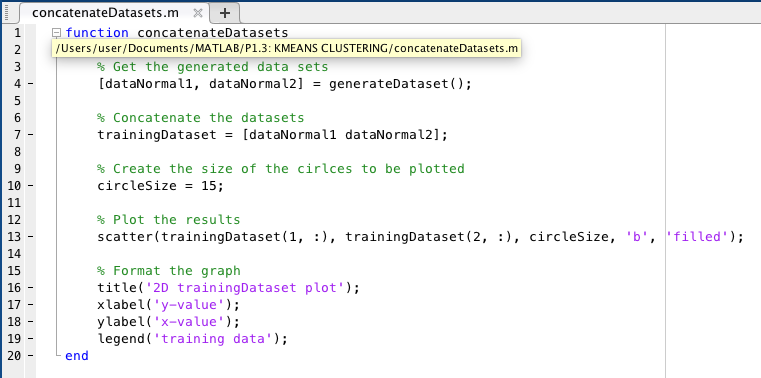 concatenateDatasets.m × +
1 function concatenateDatasets
2 /Users/user/Documents/MATLAB/P1.3: KMEANS CLUSTERING/concatenateDatasets.m
3 % Get the generated data sets
4 - [dataNormal1, dataNormal2] = generateDataset();
5
6 % Concatenate the datasets
7 - trainingDataset = [dataNormal1 dataNormal2];
8
9 % Create the size of the cirlces to be plotted
10 - circleSize = 15;
11
12 % Plot the results
13 - scatter(trainingDataset(1, :), trainingDataset(2, :), circleSize, 'b', 'filled');
14
15 % Format the graph
16 - title('2D trainingDataset plot');
17 - xlabel('y-value');
18 - ylabel('x-value');
19 - legend('training data');
20 - end